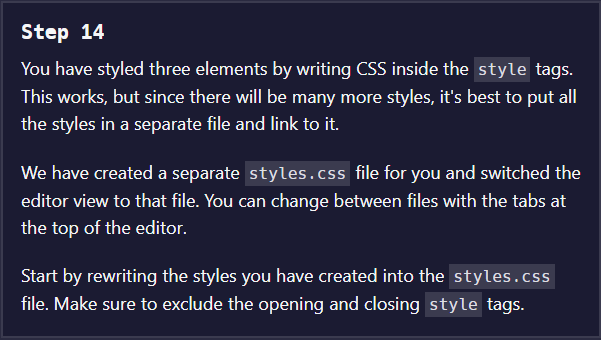 Step 14
You have styled three elements by writing CSS inside the style tags.
This works, but since there will be many more styles, it's best to put all
the styles in a separate file and link to it.
We have created a separate styles.css file for you and switched the
editor view to that file. You can change between files with the tabs at
the top of the editor.
Start by rewriting the styles you have created into the styles.css
file. Make sure to exclude the opening and closing style tags.